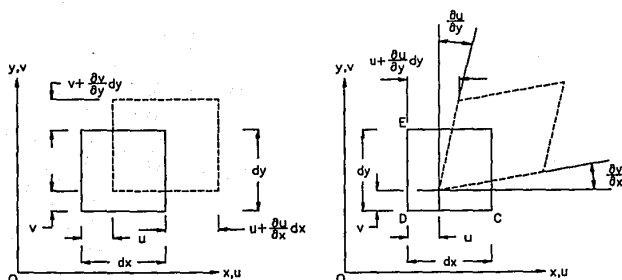 y,v
v+∂v/∂y dy
dy
v
u
u+∂u/∂x dx
dx
O
x,u
∂u/∂y
y,v
u+∂u/∂y dy
E
dy
∂v/∂x
v
D
u
C
dx
O
x,u